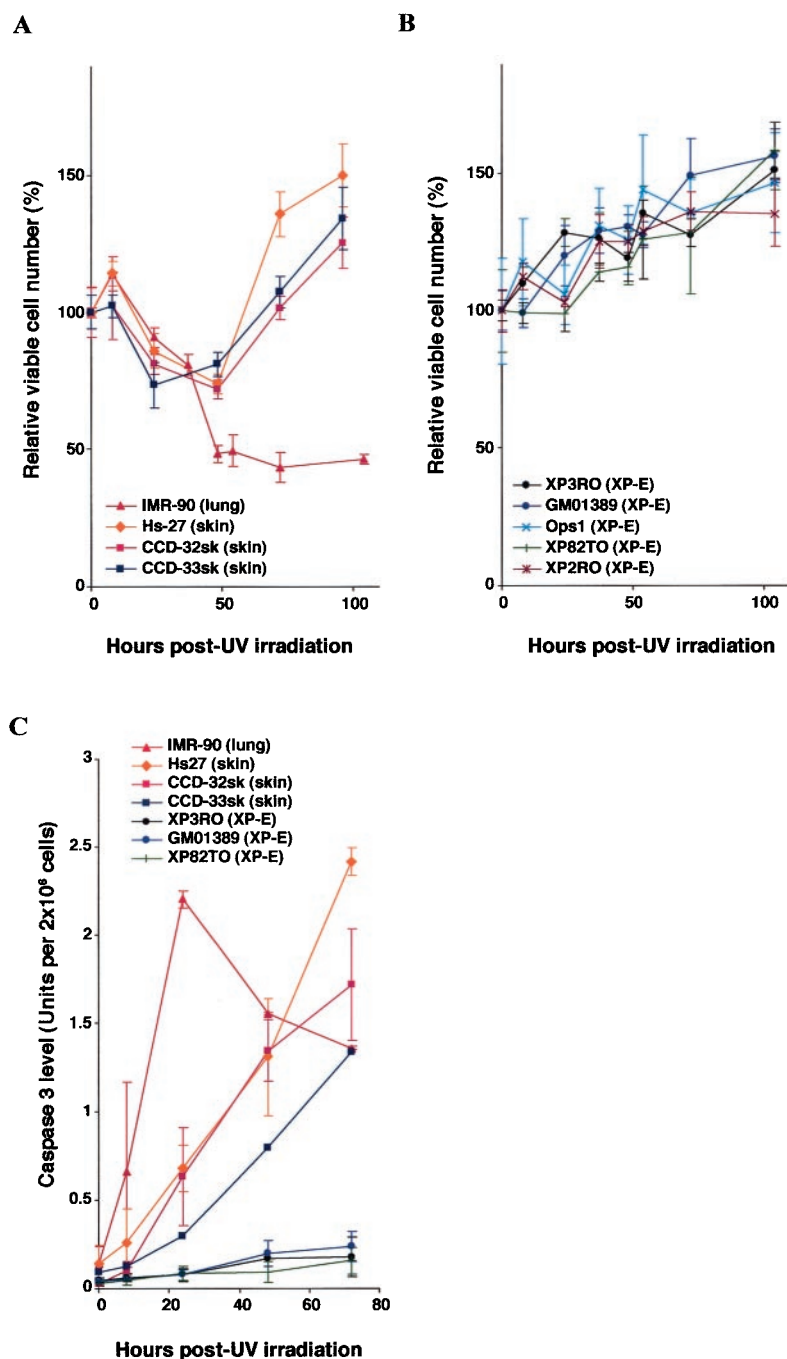 A
Relative viable cell number (%)
150
100
50
0
IMR-90 (lung)
Hs-27 (skin)
CCD-32sk (skin)
CCD-33sk (skin)
0 50 100
Hours post-UV irradiation
B
Relative viable cell number (%)
150
100
50
0
XP3RO (XP-E)
GM01389 (XP-E)
Ops1 (XP-E)
XP82TO (XP-E)
XP2RO (XP-E)
0 50 100
Hours post-UV irradiation
C
Caspase 3 level (Units per 2x10⁶ cells)
IMR-90 (lung)
Hs27 (skin)
CCD-32sk (skin)
CCD-33sk (skin)
XP3RO (XP-E)
GM01389 (XP-E)
XP82TO (XP-E)
3
2.5
2
1.5
1
0.5
0
0 20 40 60 80
Hours post-UV irradiation